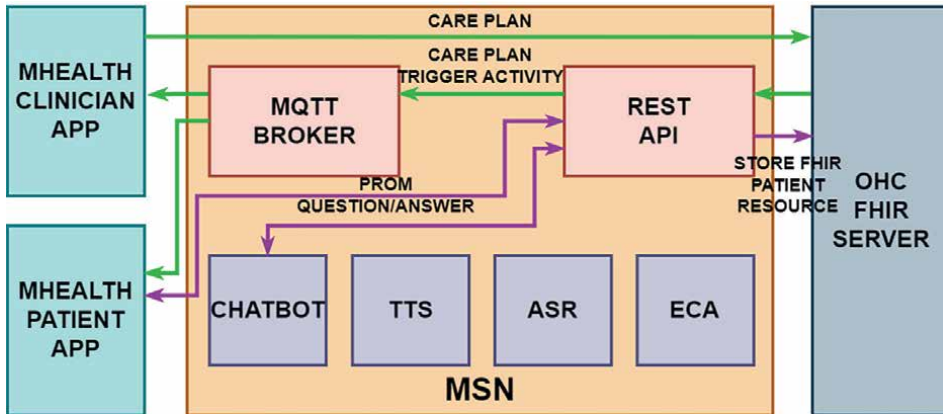 CARE PLAN
MHEALTH
CLINICIAN
APP
CARE PLAN
TRIGGER ACTIVITY
MQTT
BROKER
REST
API
STORE FHIR
PATIENT
RESOURCE
OHC
FHIR
SERVER
PROM
QUESTION/ANSWER
MHEALTH
PATIENT
APP
CHATBOT
TTS
ASR
ECA
MSN